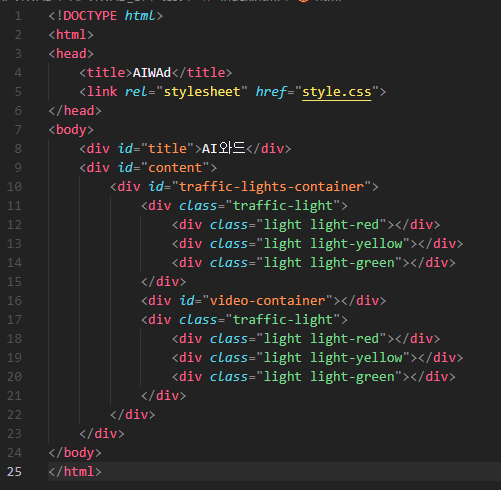 1 <!DOCTYPE html>
2 <html>
3 <head>
4     <title>AIWAd</title>
5     <link rel="stylesheet" href="style.css">
6 </head>
7 <body>
8     <div id="title">AI와드</div>
9     <div id="content">
10         <div id="traffic-lights-container">
11             <div class="traffic-light">
12                 <div class="light light-red"></div>
13                 <div class="light light-yellow"></div>
14                 <div class="light light-green"></div>
15             </div>
16             <div id="video-container"></div>
17             <div class="traffic-light">
18                 <div class="light light-red"></div>
19                 <div class="light light-yellow"></div>
20                 <div class="light light-green"></div>
21             </div>
22         </div>
23     </div>
24 </body>
25 </html>